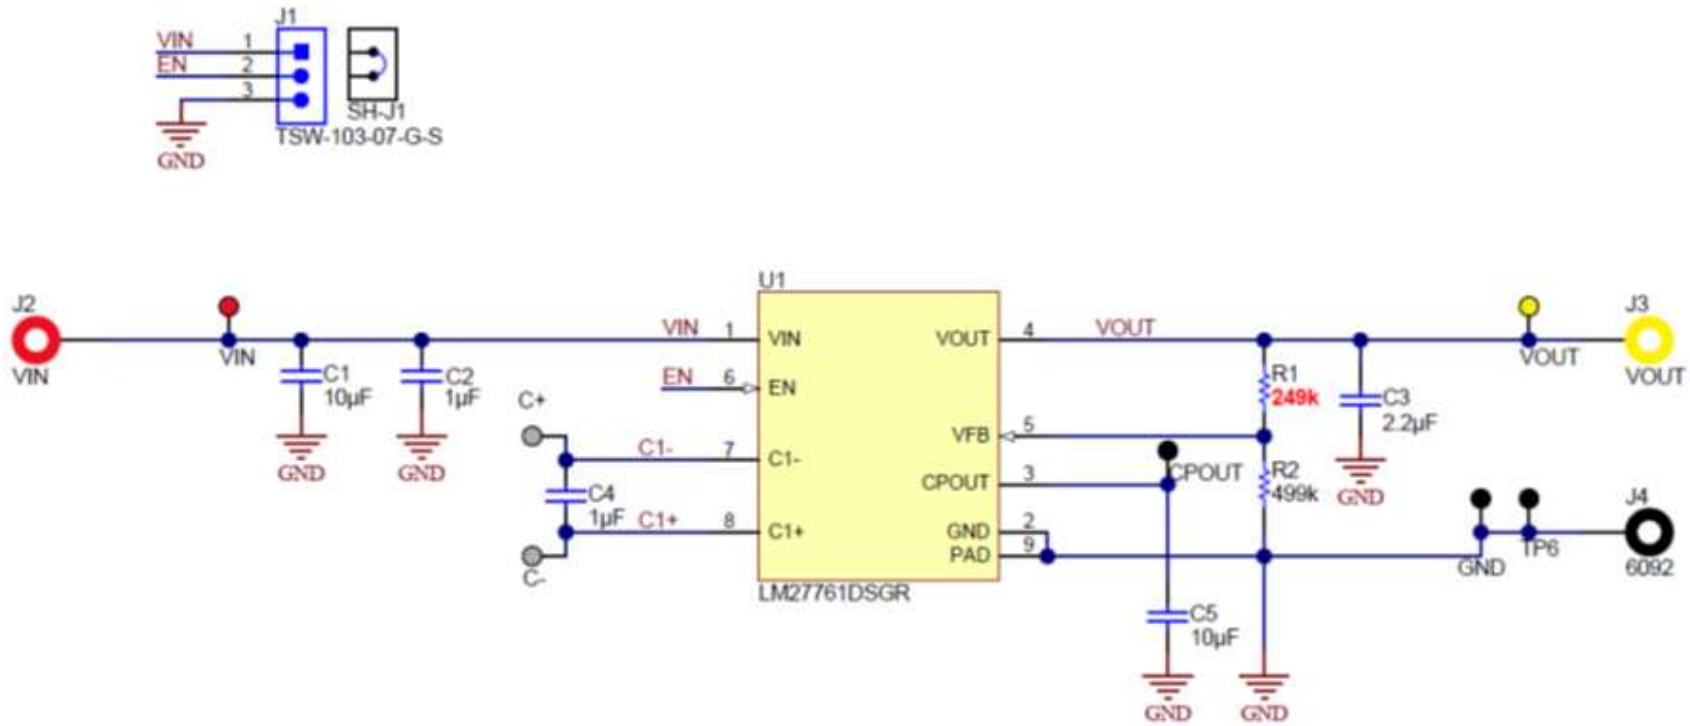 J1
VIN 1
EN 2
3
SH-J1
TSW-103-07-G-S
GND
U1
J2
VIN
VIN
C1
10µF
GND
C2
1µF
GND
VIN 1 VIN
EN 6 EN
C+
C1- 7 C1-
C4
1µF
C1+ 8 C1+
C-
LM27761DSGR
VOUT 4 VOUT
VFB 5
CPOUT 3
CPOUT
GND 2
PAD 9
R1
249k
R2
499k
C3
2.2µF
GND
VOUT
J3
VOUT
J4
6092
TP6
GND
C5
10µF
GND
GND